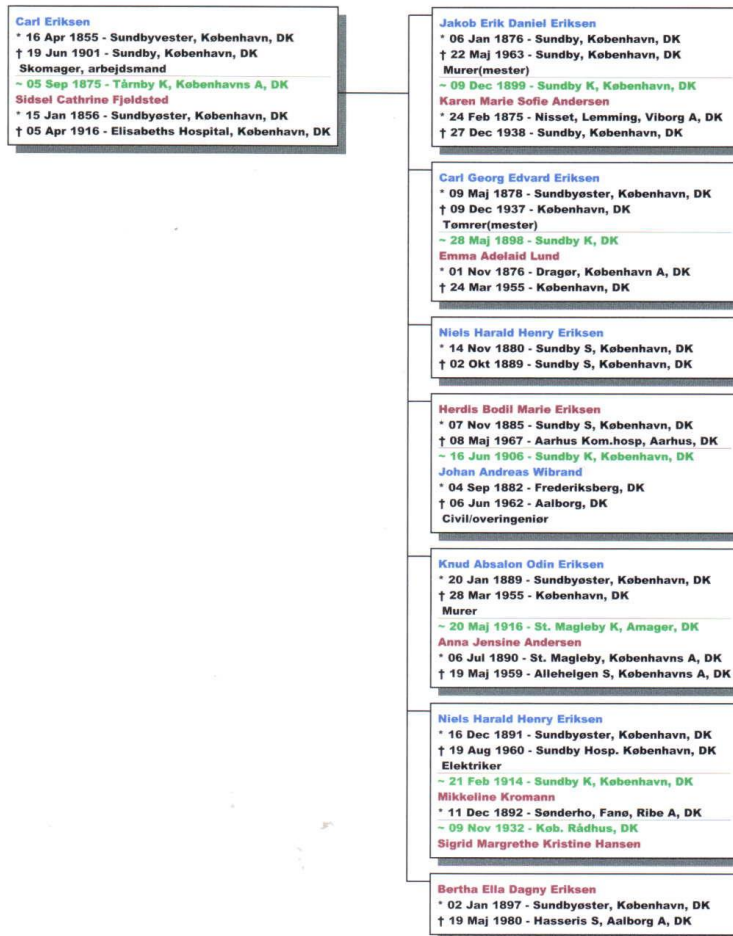 Carl Eriksen
* 16 Apr 1855 - Sundbyvester, København, DK
† 19 Jun 1901 - Sundby, København, DK
Skomager, arbejdsmand
~ 05 Sep 1875 - Tårnby K, Københavns A, DK
Sidsel Cathrine Fjeldsted
* 15 Jan 1856 - Sundbyøster, København, DK
† 05 Apr 1916 - Elisabeths Hospital, København, DK
Jakob Erik Daniel Eriksen
* 06 Jan 1876 - Sundby, København, DK
† 22 Maj 1963 - Sundby, København, DK
Murer(mester)
~ 09 Dec 1899 - Sundby K, København, DK
Karen Marie Sofie Andersen
* 24 Feb 1875 - Nisset, Lemming, Viborg A, DK
† 27 Dec 1938 - Sundby, København, DK
Carl Georg Edvard Eriksen
* 09 Maj 1878 - Sundbyøster, København, DK
† 09 Dec 1937 - København, DK
Tømrer(mester)
~ 28 Maj 1898 - Sundby K, DK
Emma Adelaid Lund
* 01 Nov 1876 - Dragør, København A, DK
† 24 Mar 1955 - København, DK
Niels Harald Henry Eriksen
* 14 Nov 1880 - Sundby S, København, DK
† 02 Okt 1889 - Sundby S, København, DK
Herdis Bodil Marie Eriksen
* 07 Nov 1885 - Sundby S, København, DK
† 08 Maj 1967 - Aarhus Kom.hosp, Aarhus, DK
~ 16 Jun 1906 - Sundby K, København, DK
Johan Andreas Wibrand
* 04 Sep 1882 - Frederiksberg, DK
† 06 Jun 1962 - Aalborg, DK
Civil/overingeniør
Knud Absalon Odin Eriksen
* 20 Jan 1889 - Sundbyøster, København, DK
† 28 Mar 1955 - København, DK
Murer
~ 20 Maj 1916 - St. Magleby K, Amager, DK
Anna Jensine Andersen
* 06 Jul 1890 - St. Magleby, Københavns A, DK
† 19 Maj 1959 - Allehelgen S, Københavns A, DK
Niels Harald Henry Eriksen
* 16 Dec 1891 - Sundbyøster, København, DK
† 19 Aug 1960 - Sundby Hosp. København, DK
Elektriker
~ 21 Feb 1914 - Sundby K, København, DK
Mikkeline Kromann
* 11 Dec 1892 - Sønderho, Fanø, Ribe A, DK
~ 09 Nov 1932 - Køb. Rådhus, DK
Sigrid Margrethe Kristine Hansen
Bertha Ella Dagny Eriksen
* 02 Jan 1897 - Sundbyøster, København, DK
† 19 Maj 1980 - Hasseris S, Aalborg A, DK